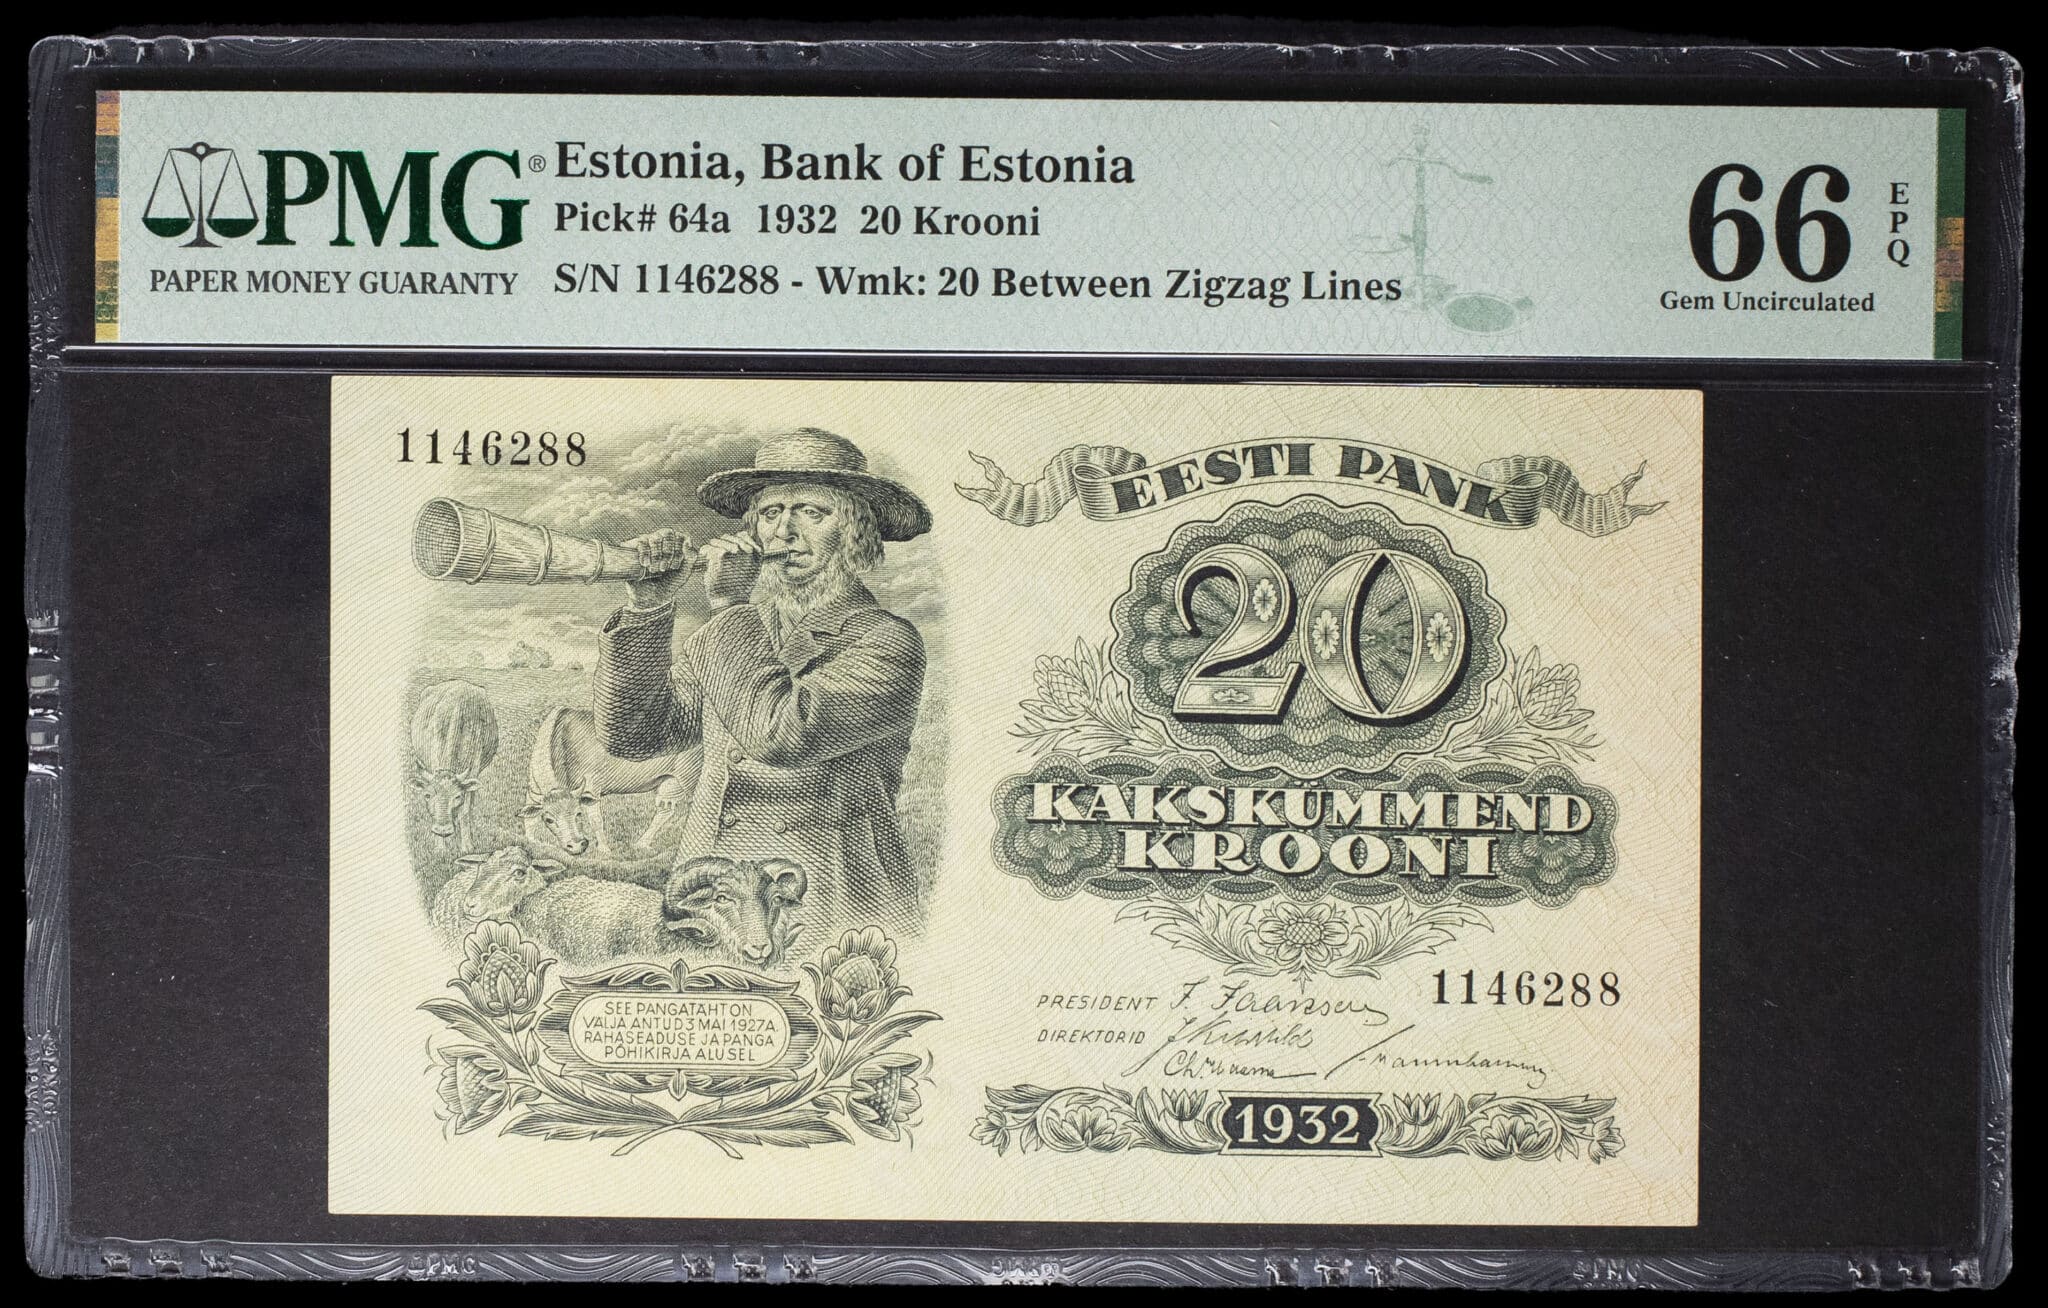 PMG®
PAPER MONEY GUARANTY
Estonia, Bank of Estonia
Pick# 64a 1932 20 Krooni
S/N 1146288 - Wmk: 20 Between Zigzag Lines
66
EPQ
Gem Uncirculated
1146288
EESTI PANK
20
KAKSKÜMMEND
KROONI
SEE PANGATÄHT ON
VÄLJA ANTUD 3 MAI 1927 A.
RAHASEADUSE JA PANGA
PÕHIKIRJA ALUSEL
PRESIDENT J. Jaakson
1146288
DIREKTORID
1932
PMG